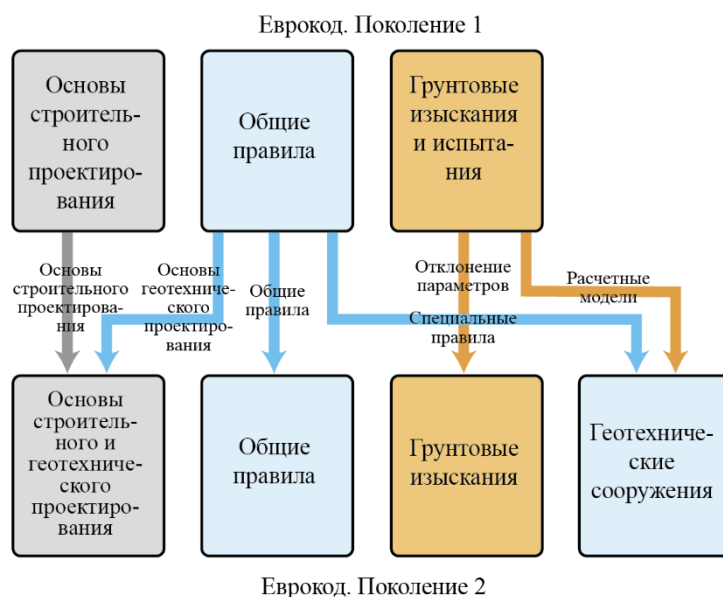 Еврокод. Поколение 1
Основы
строитель-
ного
проектиро-
вания
Общие
правила
Грунтовые
изыскания
и испыта-
ния
Основы
строительного
проектирова-
ния
Основы
геотехничес-
ского
проектиро-
вания
Общие
правила
Отклонение
параметров
Специальные
правила
Расчетные
модели
Основы
строитель-
ного и
геотехниче-
ского
проектиро-
вания
Общие
правила
Грунтовые
изыскания
Геотехниче-
ские
сооружения
Еврокод. Поколение 2